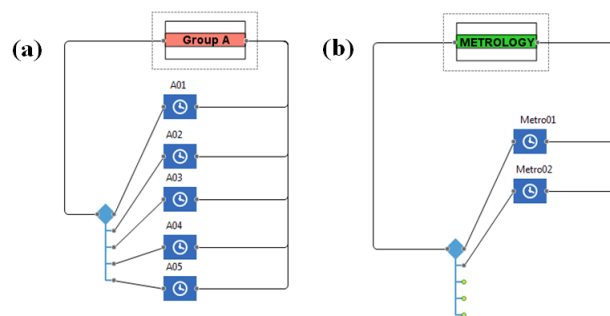 (a)
Group A
A01
A02
A03
A04
A05
(b)
METROLOGY
Metro01
Metro02